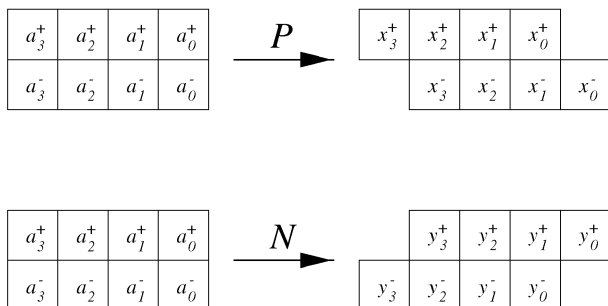 a₃⁺ a₂⁺ a₁⁺ a₀⁺ P x₃⁺ x₂⁺ x₁⁺ x₀⁺
a₃⁻ a₂⁻ a₁⁻ a₀⁻ x₃⁻ x₂⁻ x₁⁻ x₀⁻
a₃⁺ a₂⁺ a₁⁺ a₀⁺ N y₃⁺ y₂⁺ y₁⁺ y₀⁺
a₃⁻ a₂⁻ a₁⁻ a₀⁻ y₃⁻ y₂⁻ y₁⁻ y₀⁻